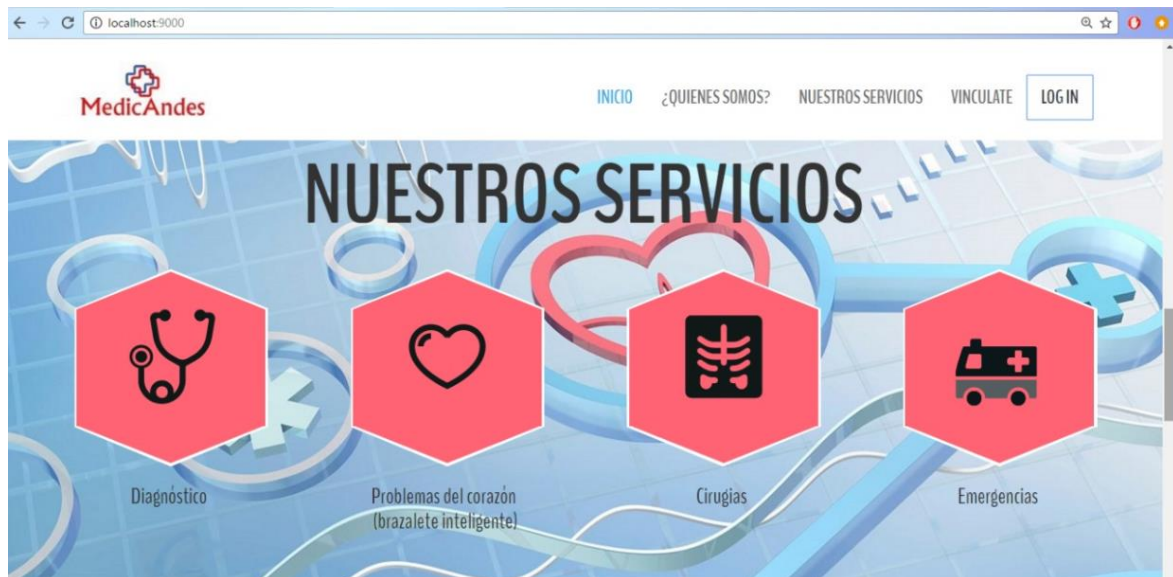 localhost:9000
MedicAndes
INICIO
¿QUIENES SOMOS?
NUESTROS SERVICIOS
VINCULATE
LOG IN
NUESTROS SERVICIOS
Diagnóstico
Problemas del corazón
(brazalete inteligente)
Cirugias
Emergencias